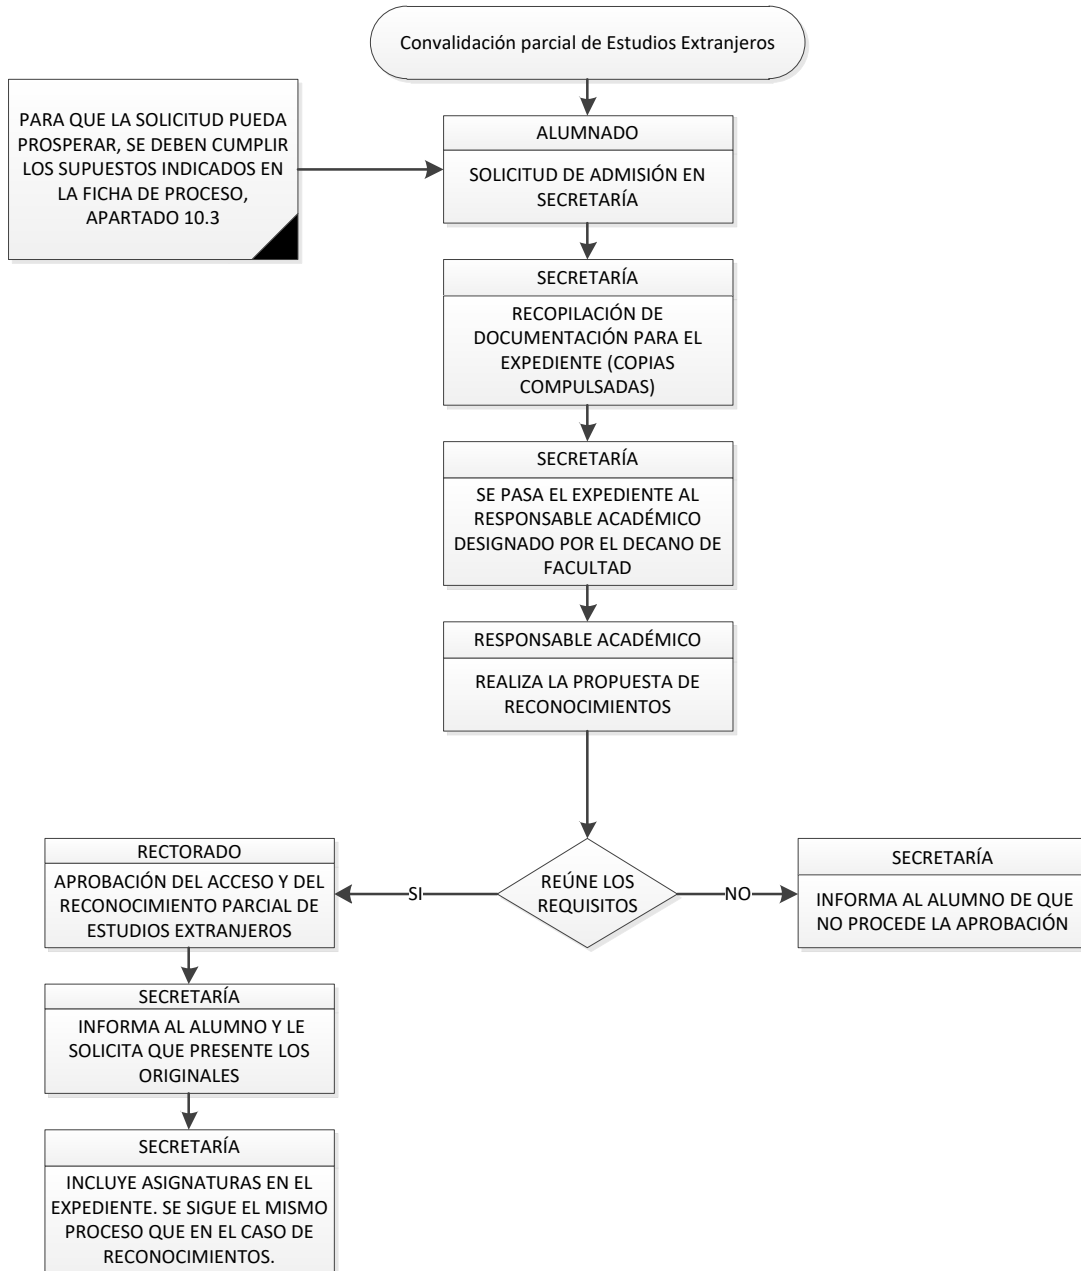 Convalidación parcial de Estudios Extranjeros
PARA QUE LA SOLICITUD PUEDA
PROSPERAR, SE DEBEN CUMPLIR
LOS SUPUESTOS INDICADOS EN
LA FICHA DE PROCESO,
APARTADO 10.3
ALUMNADO
SOLICITUD DE ADMISIÓN EN
SECRETARÍA
SECRETARÍA
RECOPILACIÓN DE
DOCUMENTACIÓN PARA EL
EXPEDIENTE (COPIAS
COMPULSADAS)
SECRETARÍA
SE PASA EL EXPEDIENTE AL
RESPONSABLE ACADÉMICO
DESIGNADO POR EL DECANO DE
FACULTAD
RESPONSABLE ACADÉMICO
REALIZA LA PROPUESTA DE
RECONOCIMIENTOS
REÚNE LOS
REQUISITOS
SI
NO
RECTORADO
APROBACIÓN DEL ACCESO Y DEL
RECONOCIMIENTO PARCIAL DE
ESTUDIOS EXTRANJEROS
SECRETARÍA
INFORMA AL ALUMNO DE QUE
NO PROCEDE LA APROBACIÓN
SECRETARÍA
INFORMA AL ALUMNO Y LE
SOLICITA QUE PRESENTE LOS
ORIGINALES
SECRETARÍA
INCLUYE ASIGNATURAS EN EL
EXPEDIENTE. SE SIGUE EL MISMO
PROCESO QUE EN EL CASO DE
RECONOCIMIENTOS.